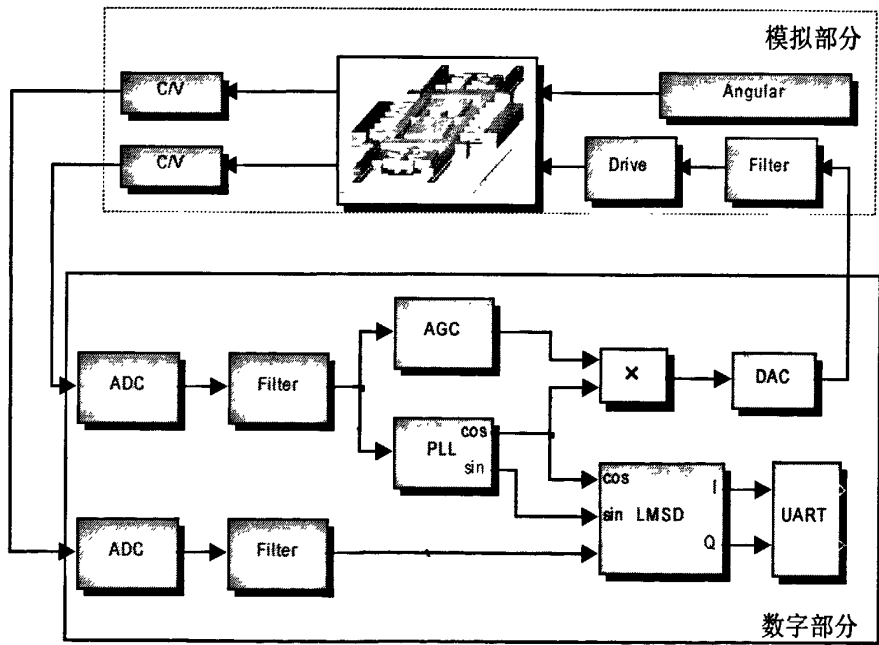 模拟部分
C/V
Angular
C/V
Drive
Filter
AGC
ADC
Filter
×
DAC
PLL
cos
sin
cos
sin
LMSD
I
Q
UART
ADC
Filter
数字部分